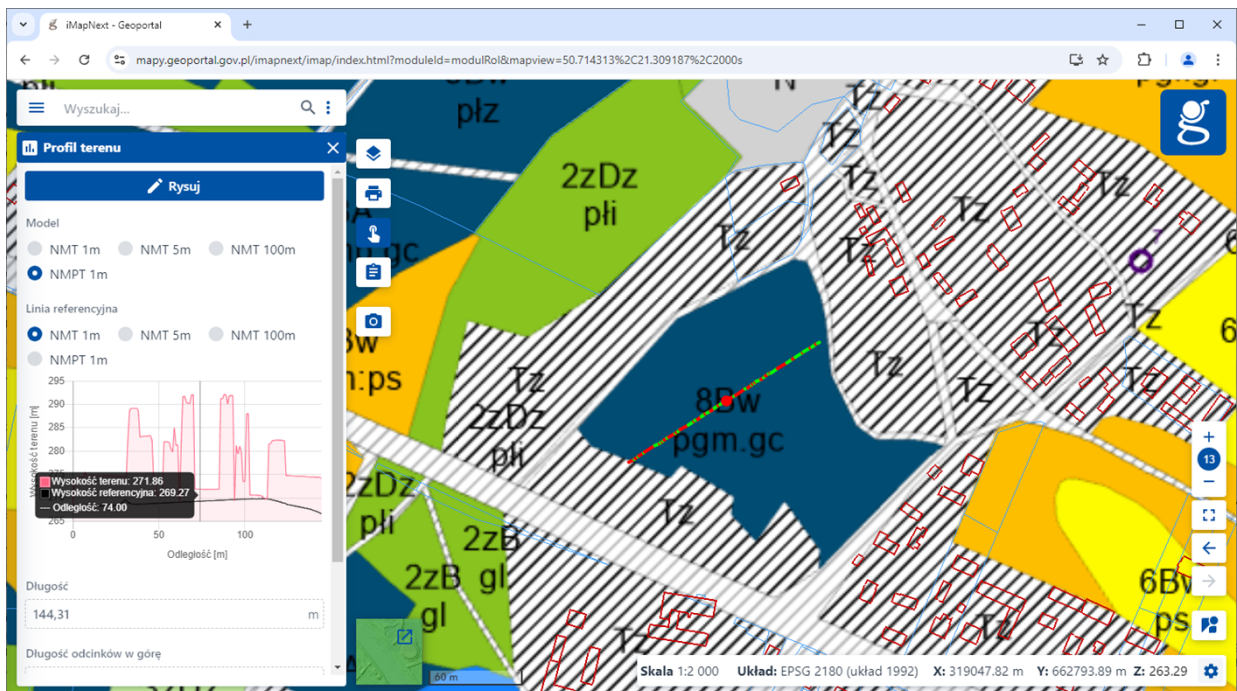 iMapNext - Geoportal
mapy.geoportal.gov.pl/imapnext/imap/index.html?moduleId=modulRol&mapview=50.714313%2C21.309187%2C2000s
Wyszukaj...
Profil terenu
Rysuj
Model
NMT 1m NMT 5m NMT 100m
NMPT 1m
Linia referencyjna
NMT 1m NMT 5m NMT 100m
NMPT 1m
Wysokość terenu [m]
295
290
285
280
275
265
Wysokość terenu: 271.86
Wysokość referencyjna: 269.27
Odległość: 74.00
0 50 100
Odległość [m]
Długość
144,31 m
Długość odcinków w górę
płz
N
Tz
Tz
Tz
Tz
Tz
2zDz
płi
Tz
Tz
7
Tz
Tz
6
Tz
2zDz
płi
8Bw
pgm.gc
Tz
Tz
Tz
2zDz
płi
Tz
2zB
gl
2zB
gl
6Bw
ps
Tz
Tz
g
13
60 m
Skala 1:2 000 Układ: EPSG 2180 (układ 1992) X: 319047.82 m Y: 662793.89 m Z: 263.29